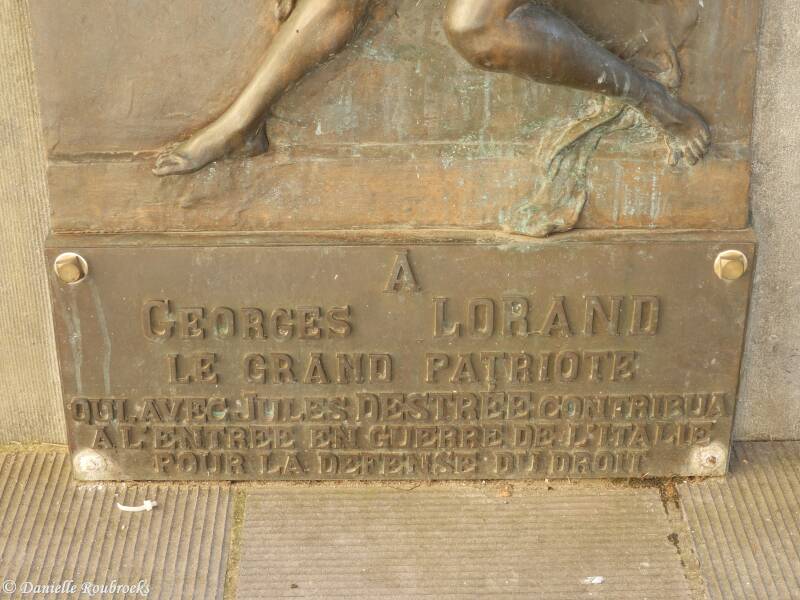 A
GEORGES LORAND
LE GRAND PATRIOTE
QUI, AVEC JULES DESTRÉE CONTRIBUA
A L'ENTREE EN GUERRE DE L'ITALIE
POUR LA DEFENSE DU DROIT
© Danielle Roubroeks